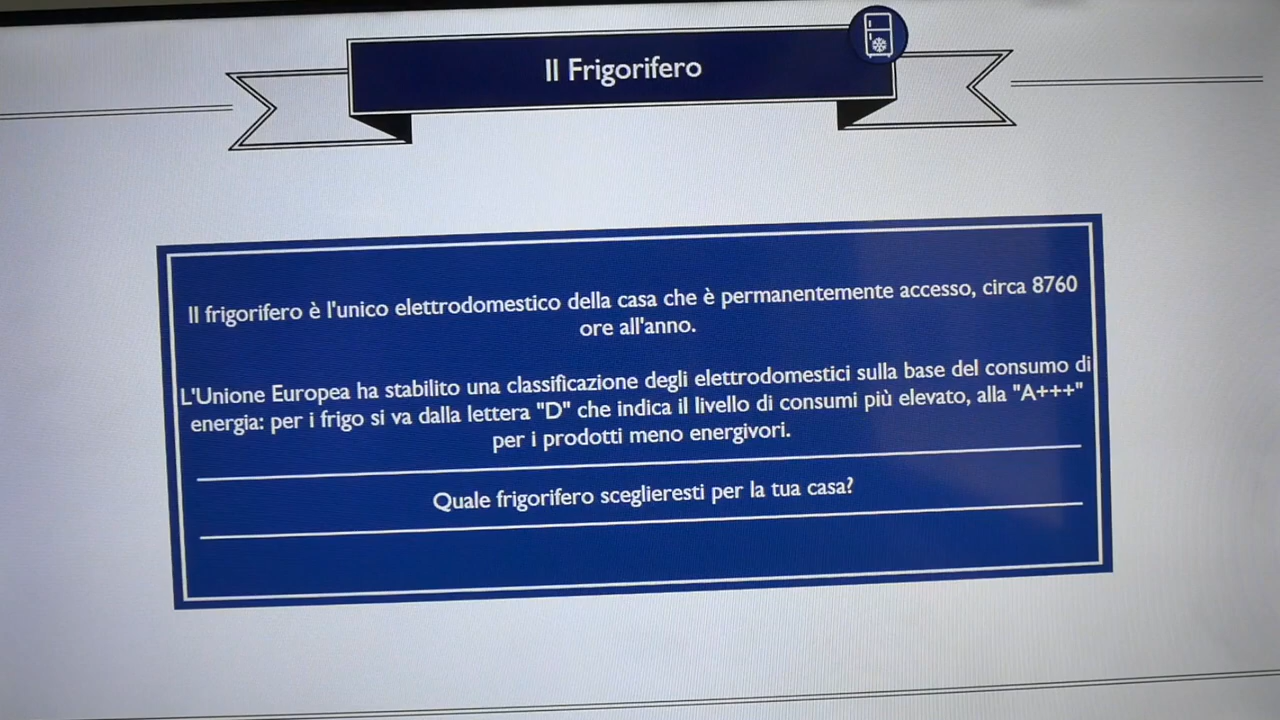 Il Frigorifero
Il frigorifero è l'unico elettrodomestico della casa che è permanentemente accesso, circa 8760
ore all'anno.
L'Unione Europea ha stabilito una classificazione degli elettrodomestici sulla base del consumo di
energia: per i frigo si va dalla lettera "D" che indica il livello di consumi più elevato, alla "A+++"
per i prodotti meno energivori.
Quale frigorifero sceglieresti per la tua casa?